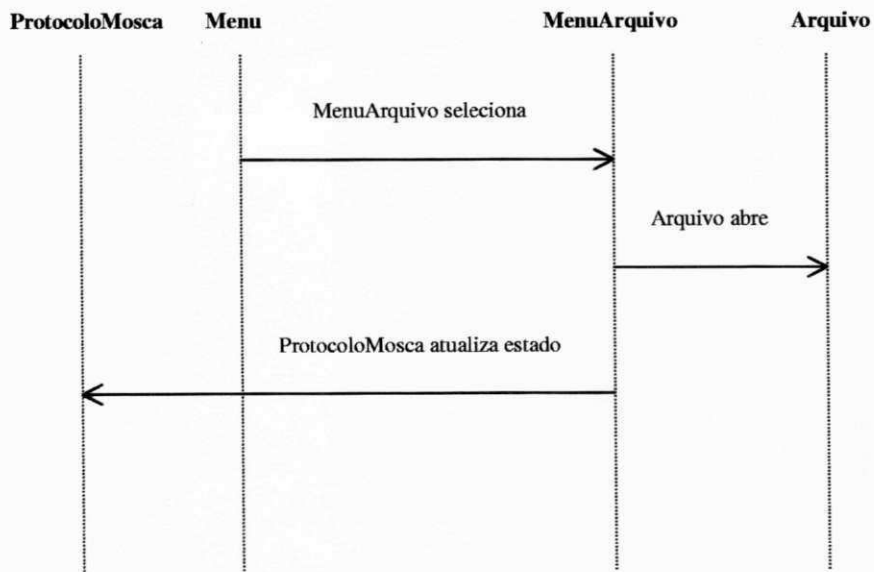 ProtocoloMosca Menu MenuArquivo Arquivo
MenuArquivo seleciona
Arquivo abre
ProtocoloMosca atualiza estado